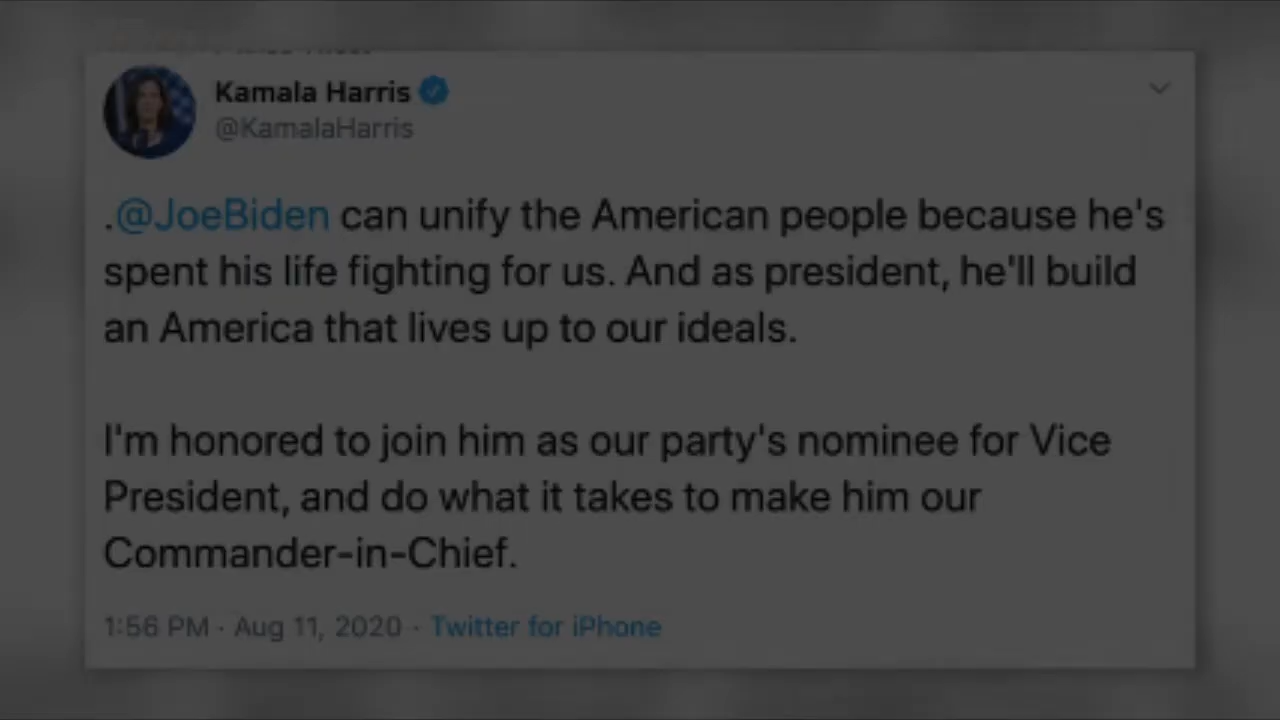 Kamala Harris
@KamalaHarris
.@JoeBiden can unify the American people because he's
spent his life fighting for us. And as president, he'll build
an America that lives up to our ideals.
I'm honored to join him as our party's nominee for Vice
President, and do what it takes to make him our
Commander-in-Chief.
1:56 PM · Aug 11, 2020 · Twitter for iPhone